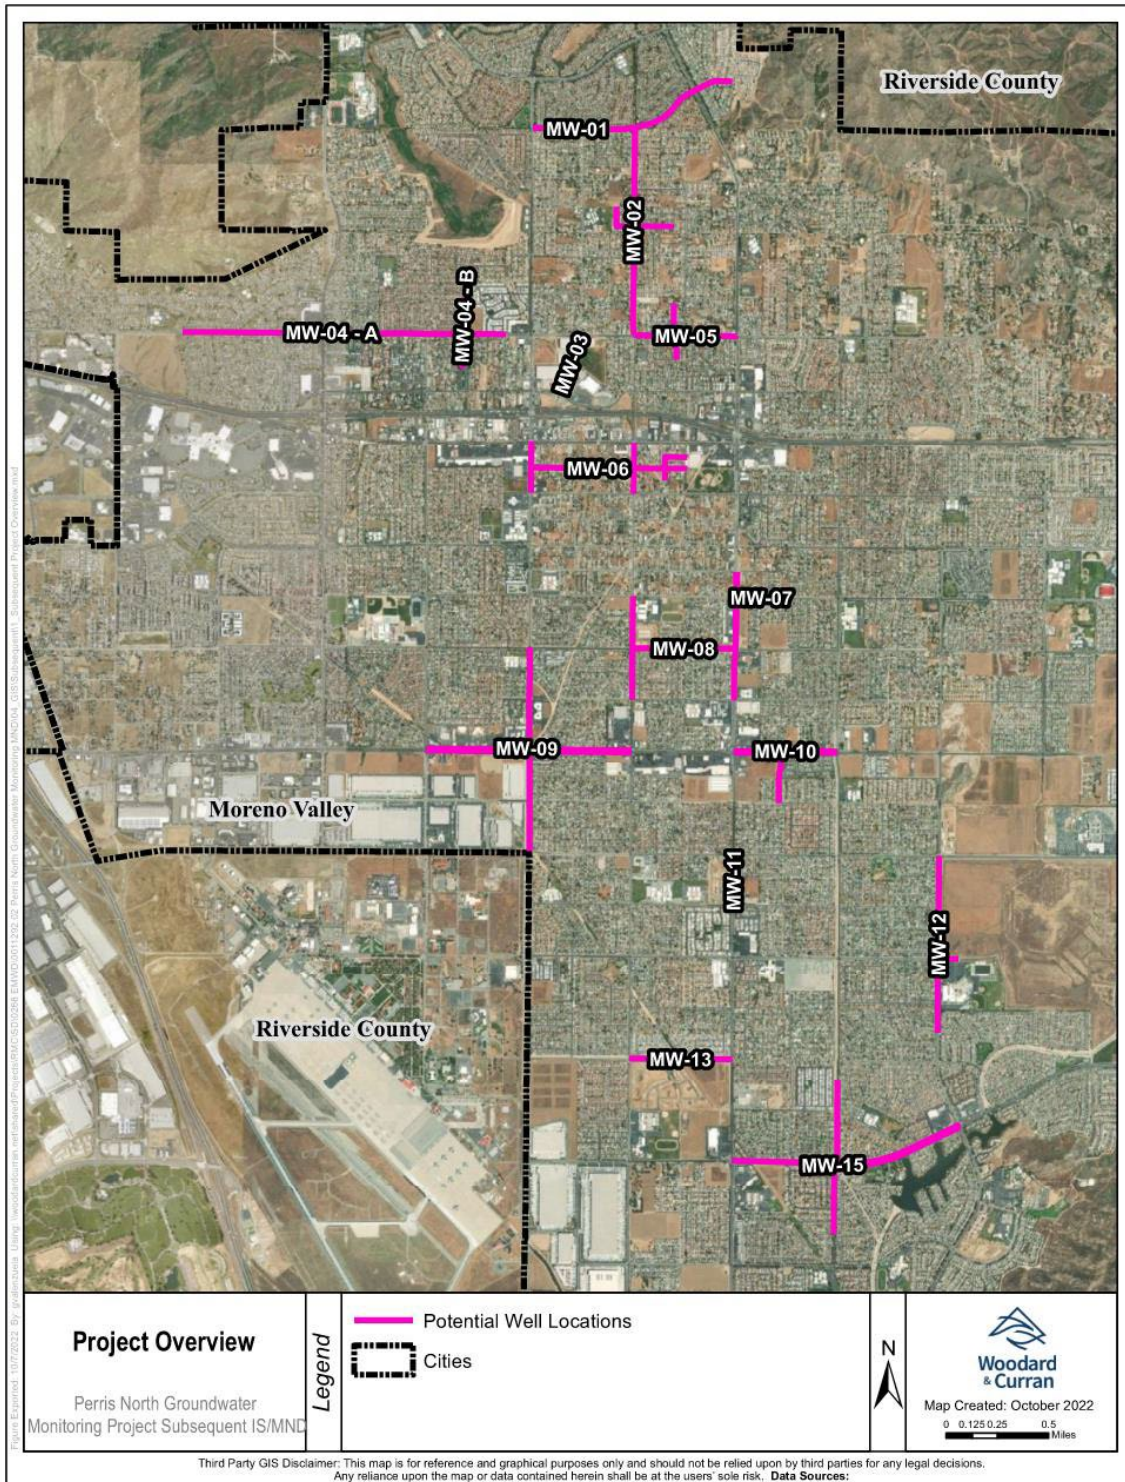 Riverside County
MW-01
MW-02
MW-04 - B
MW-04 - A
MW-05
MW-03
MW-06
MW-07
MW-08
MW-09
MW-10
Moreno Valley
MW-11
MW-12
Riverside County
MW-13
MW-15
Project Overview
Perris North Groundwater
Monitoring Project Subsequent IS/MND
Legend
Potential Well Locations
Cities
N
Woodard
& Curran
Map Created: October 2022
0 0.125 0.25 0.5
Miles
Third Party GIS Disclaimer: This map is for reference and graphical purposes only and should not be relied upon by third parties for any legal decisions.
Any reliance upon the map or data contained herein shall be at the users' sole risk. Data Sources: